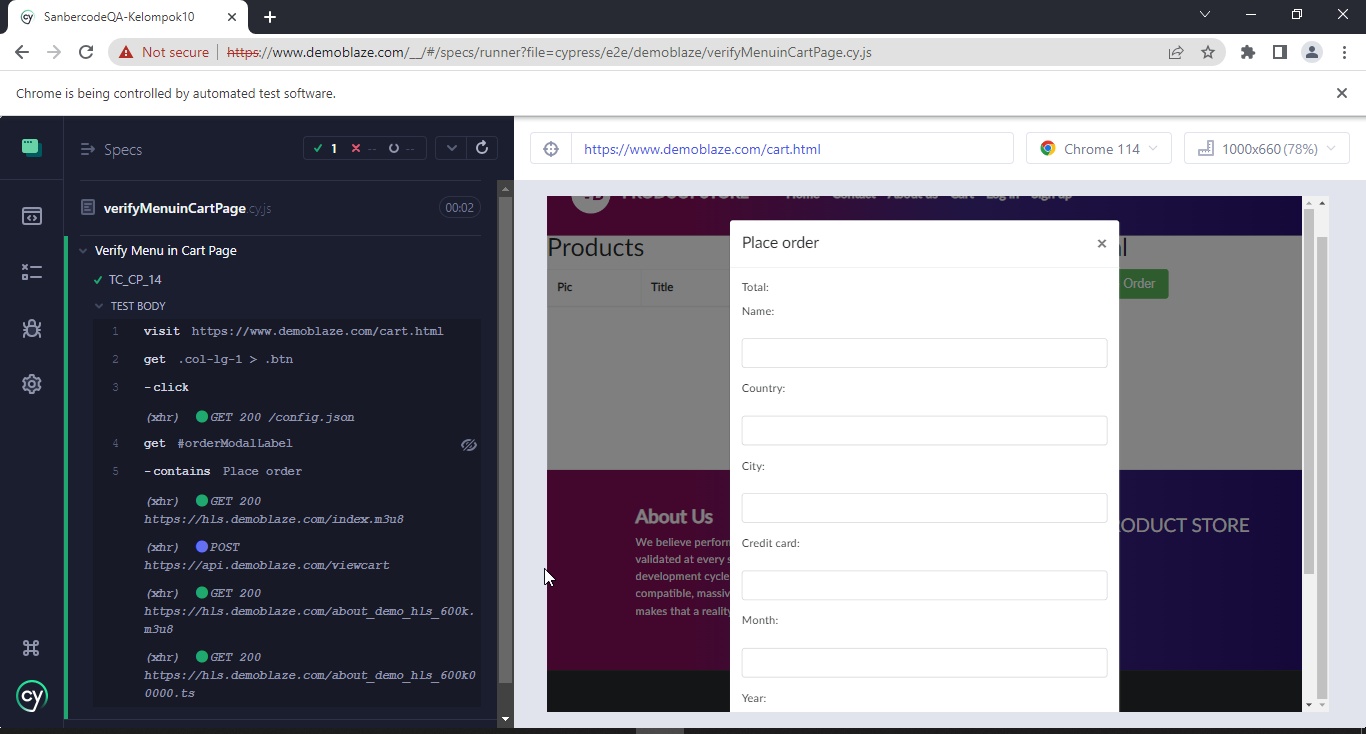 SanbercodeQA-Kelompok10
Not secure
https://www.demoblaze.com/__/#/specs/runner?file=cypress/e2e/demoblaze/verifyMenuinCartPage.cy.js
Chrome is being controlled by automated test software.
Specs
1 -- --
verifyMenuinCartPage.cy.js
00:02
Verify Menu in Cart Page
TC_CP_14
TEST BODY
1 visit https://www.demoblaze.com/cart.html
2 get .col-lg-1 > .btn
3 -click
(xhr) GET 200 /config.json
4 get #orderModalLabel
5 -contains Place order
(xhr) GET 200
https://hls.demoblaze.com/index.m3u8
(xhr) POST
https://api.demoblaze.com/viewcart
(xhr) GET 200
https://hls.demoblaze.com/about_demo_hls_600k.
m3u8
(xhr) GET 200
https://hls.demoblaze.com/about_demo_hls_600k0
0000.ts
cy
https://www.demoblaze.com/cart.html
Chrome 114
1000x660 (78%)
Products
Pic
Title
Order
Place order
×
Total:
Name:
Country:
City:
Credit card:
Month:
Year:
About Us
We believe perform
validated at every s
development cycle
compatible, massiv
makes that a reality
ODUCT STORE